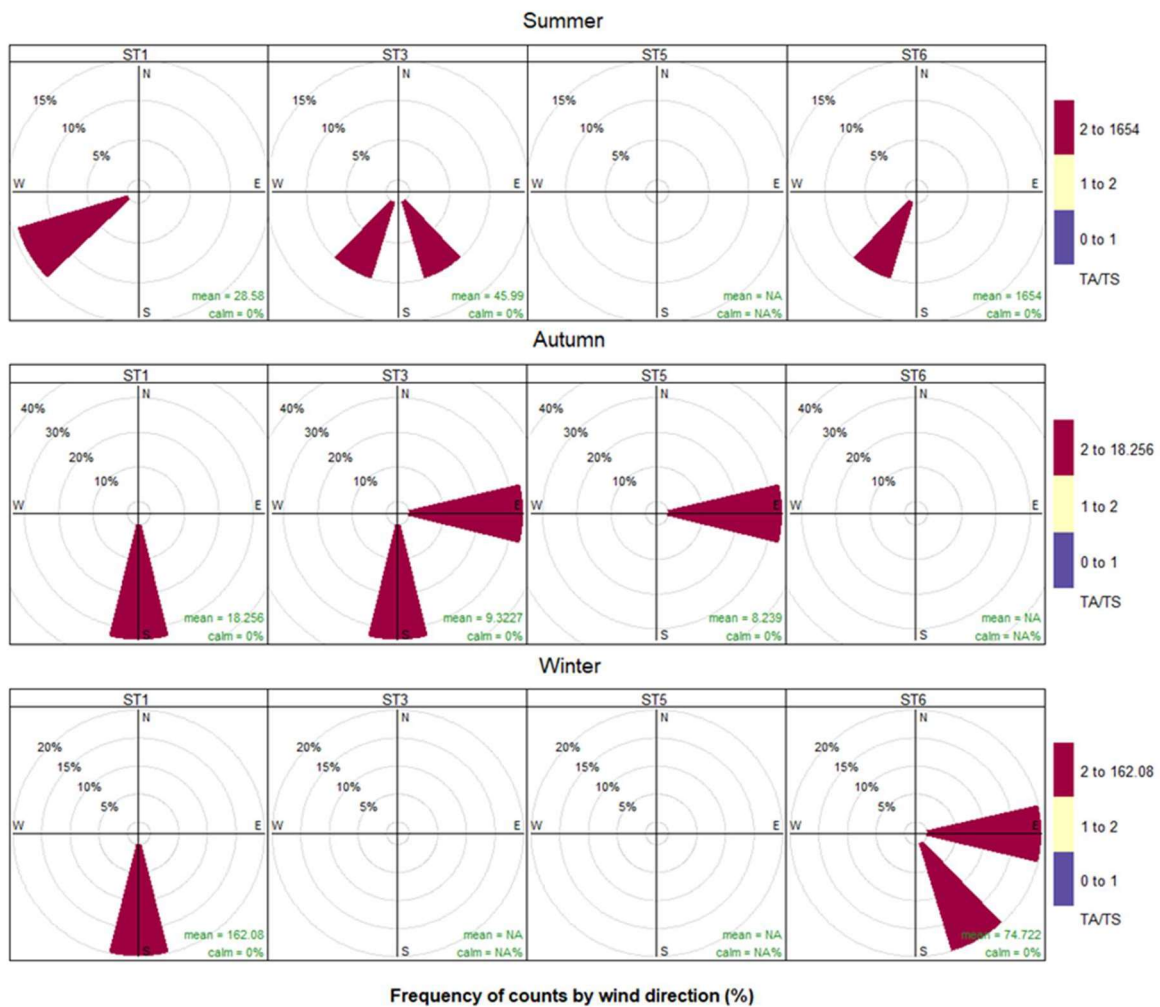 Summer
ST1 ST3 ST5 ST6
N N N N
15% 15% 15%
10% 10% 10%
5% 5% 5%
W E W E W E W E
S S S S
mean = 28.58 mean = 45.99 mean = NA mean = 1654
calm = 0% calm = 0% calm = NA% calm = 0%
2 to 1654
1 to 2
0 to 1
TA/TS
Autumn
ST1 ST3 ST5 ST6
N N N N
40% 40% 40% 40%
30% 30% 30% 30%
20% 20% 20% 20%
10% 10% 10% 10%
W E W E W E W E
mean = 18.256 mean = 9.3227 mean = 8.239 mean = NA
S S S S
calm = 0% calm = 0% calm = 0% calm = NA%
2 to 18.256
1 to 2
0 to 1
TA/TS
Winter
ST1 ST3 ST5 ST6
N N N N
20% 20% 20% 20%
15% 15% 15% 15%
10% 10% 10% 10%
5% 5% 5% 5%
W E W E W E W E
mean = 162.08 mean = NA mean = NA mean = 74.722
S S S S
calm = 0% calm = NA% calm = NA% calm = 0%
2 to 162.08
1 to 2
0 to 1
TA/TS
Frequency of counts by wind direction (%)